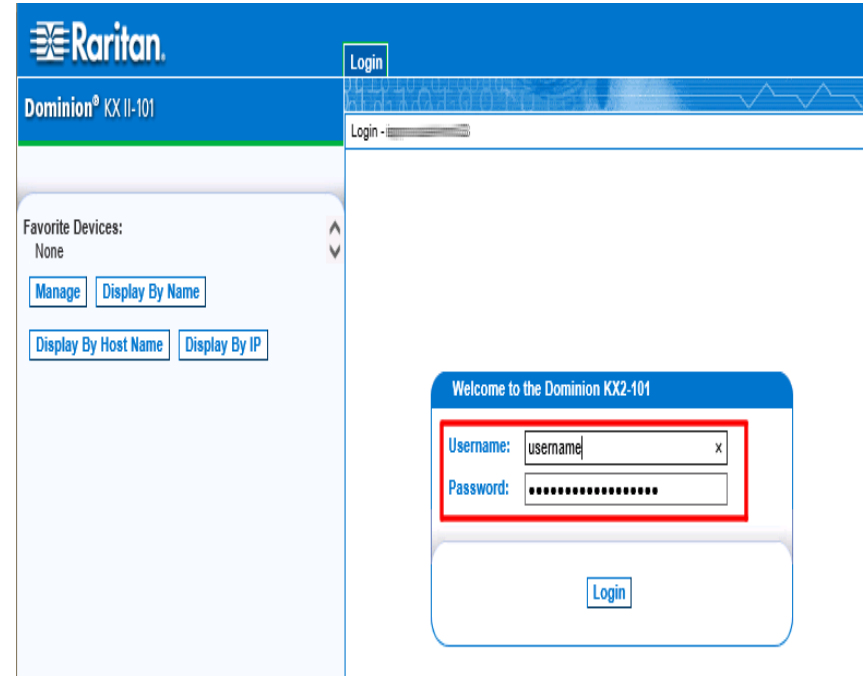 Raritan.
Login
Dominion® KX II-101
Login -
Favorite Devices:
None
Manage Display By Name
Display By Host Name Display By IP
Welcome to the Dominion KX2-101
Username: username x
Password: ••••••••••••••••••
Login